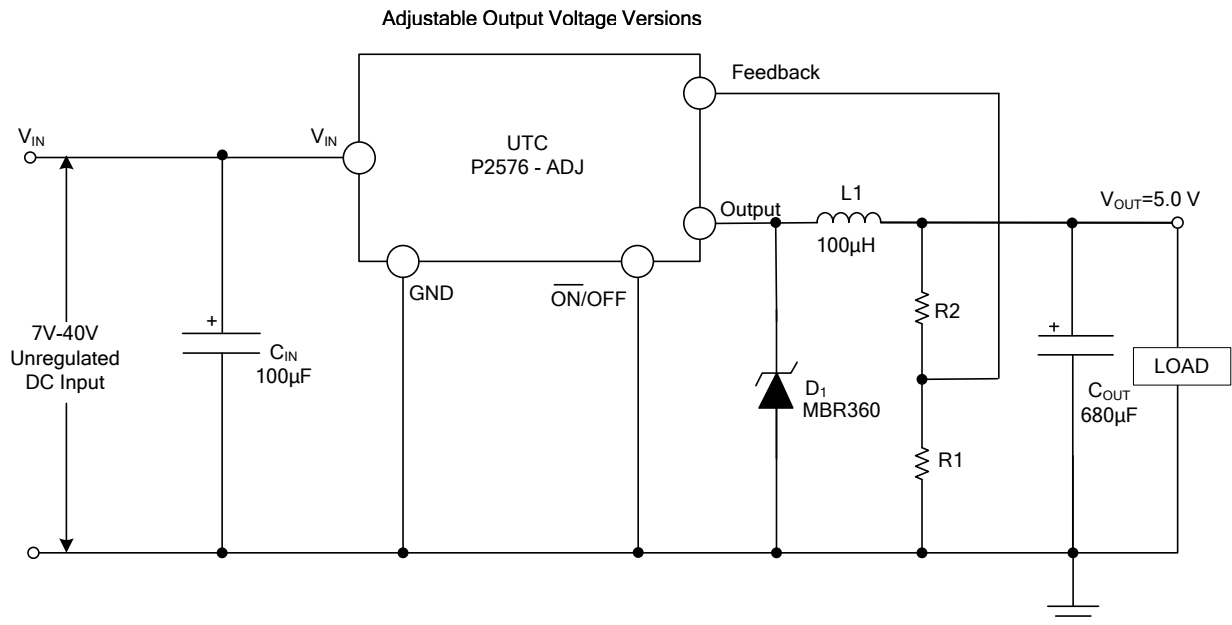 Adjustable Output Voltage Versions
Feedback
V_IN
V_IN
UTC
P2576 - ADJ
Output
L1
100µH
V_OUT=5.0 V
GND
ON/OFF
7V-40V
Unregulated
DC Input
+
C_IN
100µF
D_1
MBR360
R2
R1
+
C_OUT
680µF
LOAD